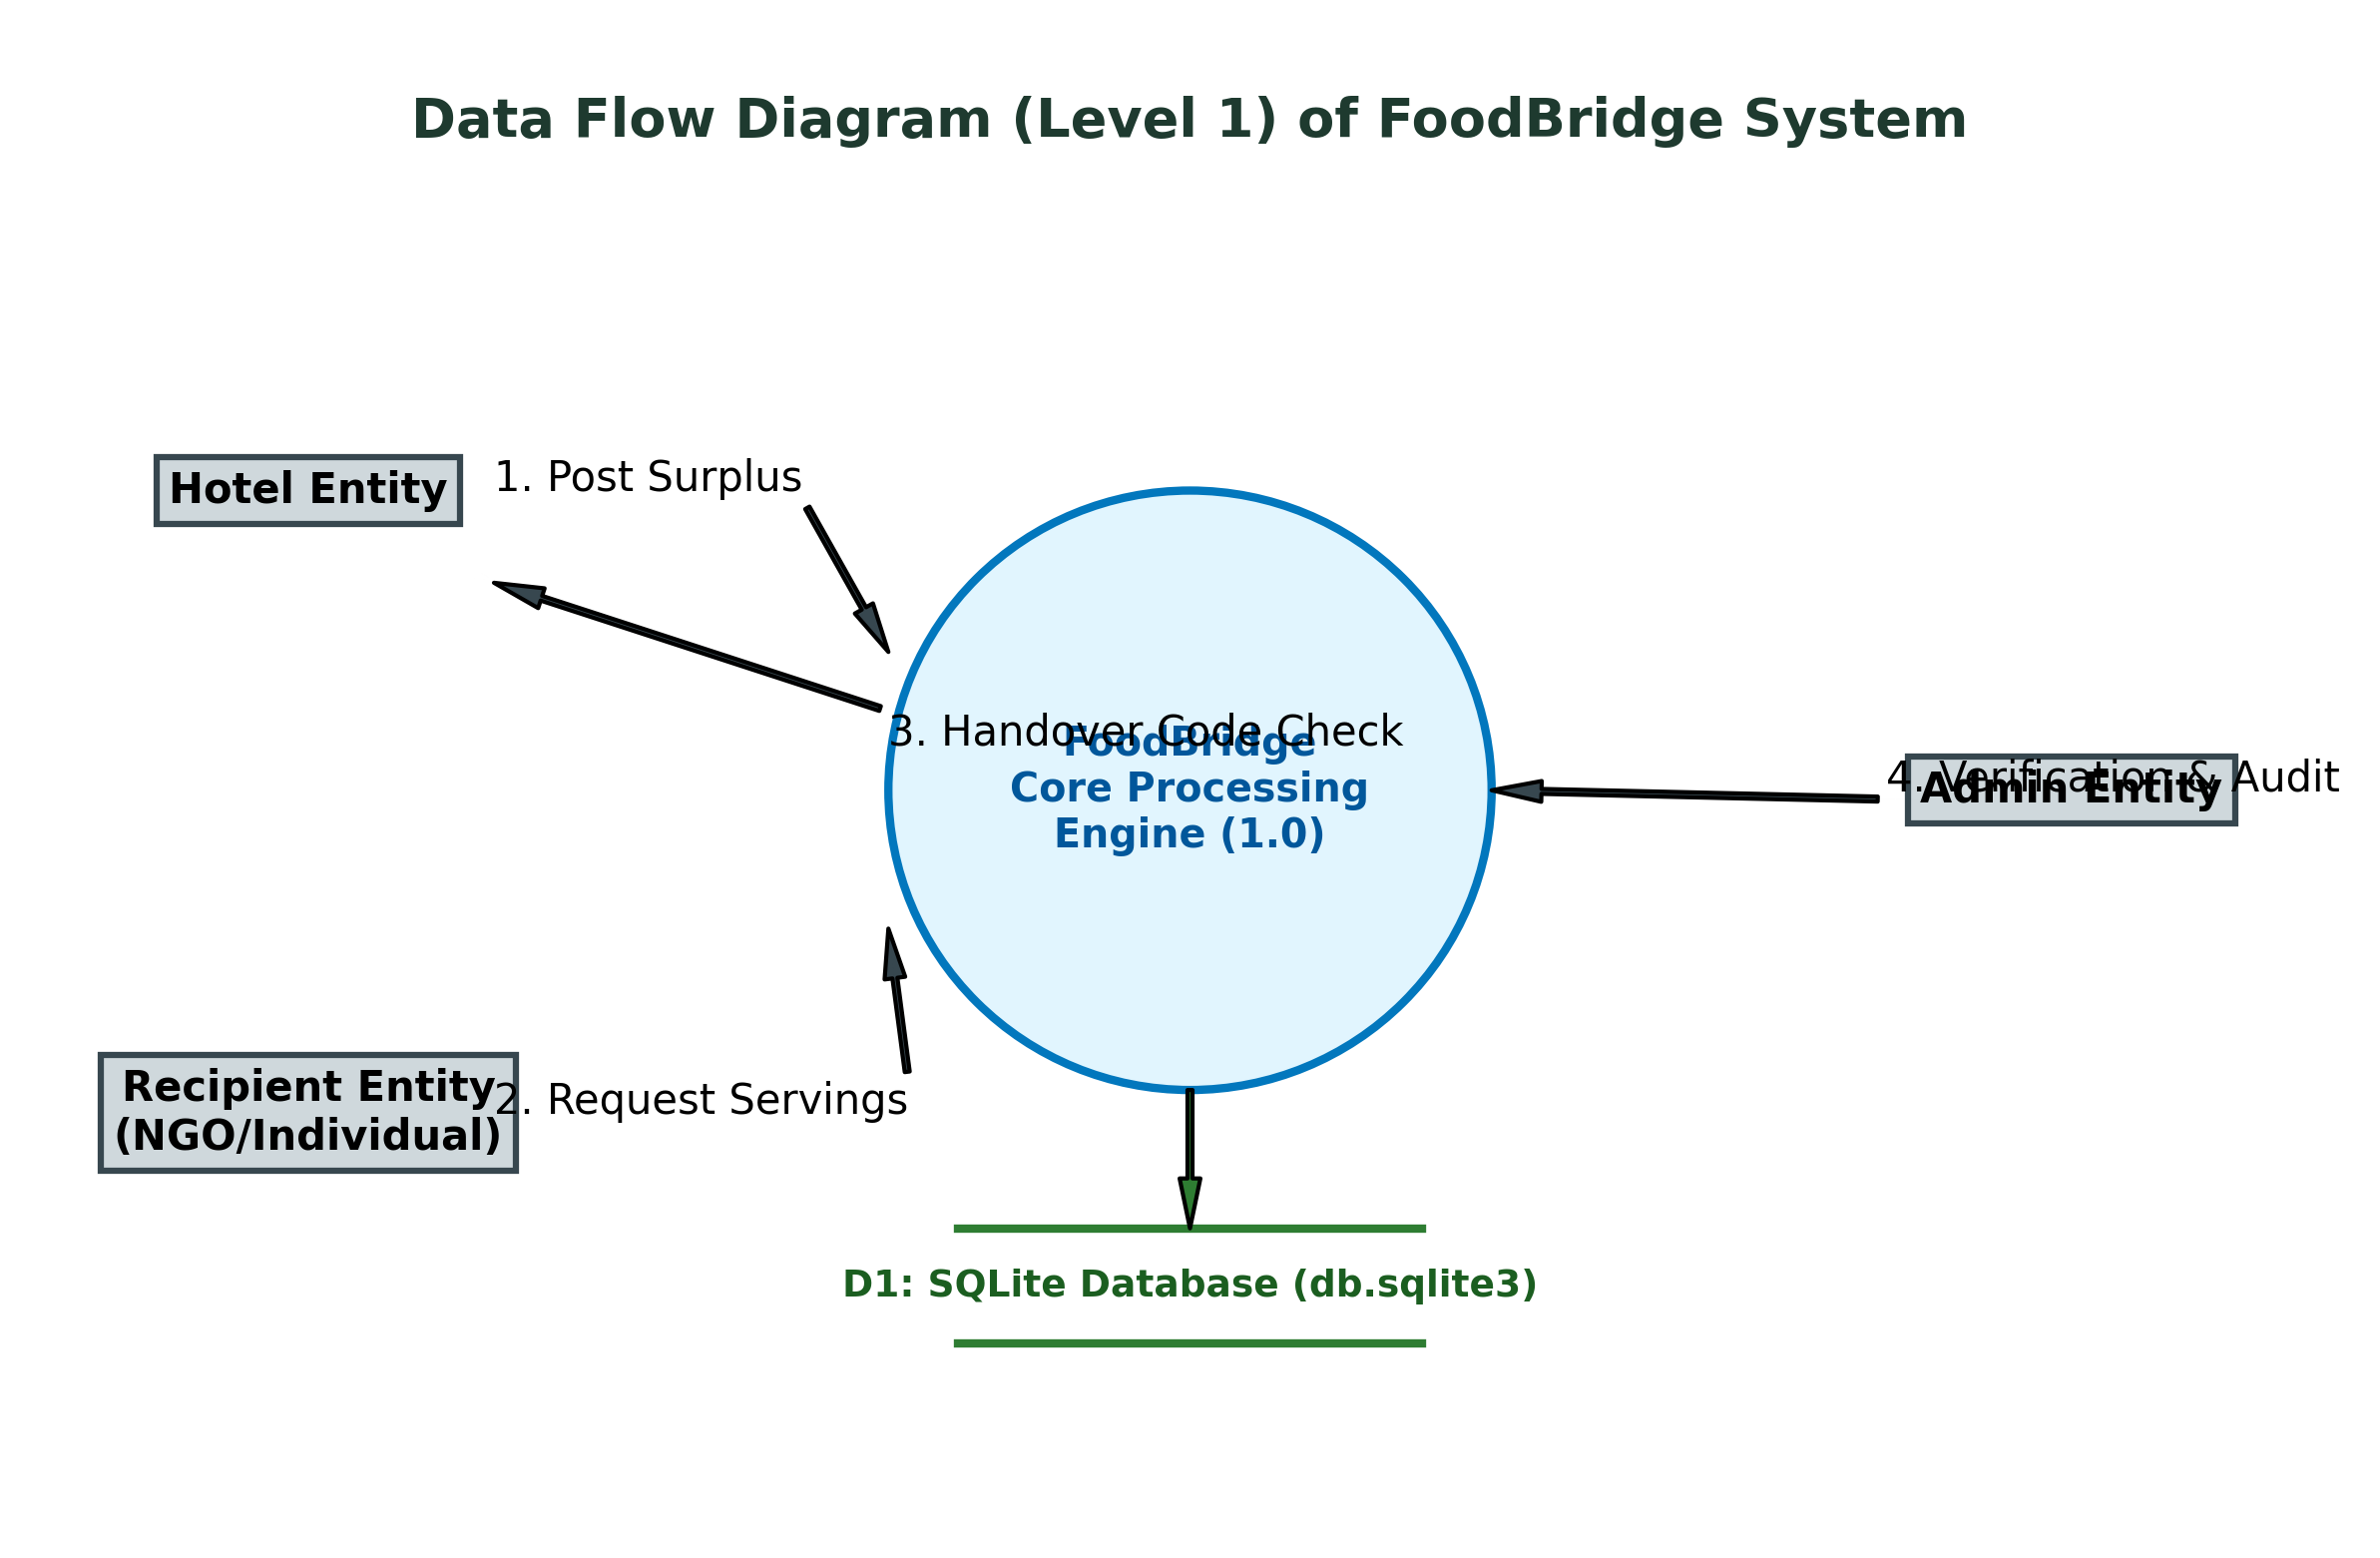 Data Flow Diagram (Level 1) of FoodBridge System
Hotel Entity
1. Post Surplus
3. Handover Code Check
FoodBridge
Core Processing
Engine (1.0)
4. Verification & Audit
Admin Entity
Recipient Entity
(NGO/Individual)
2. Request Servings
D1: SQLite Database (db.sqlite3)